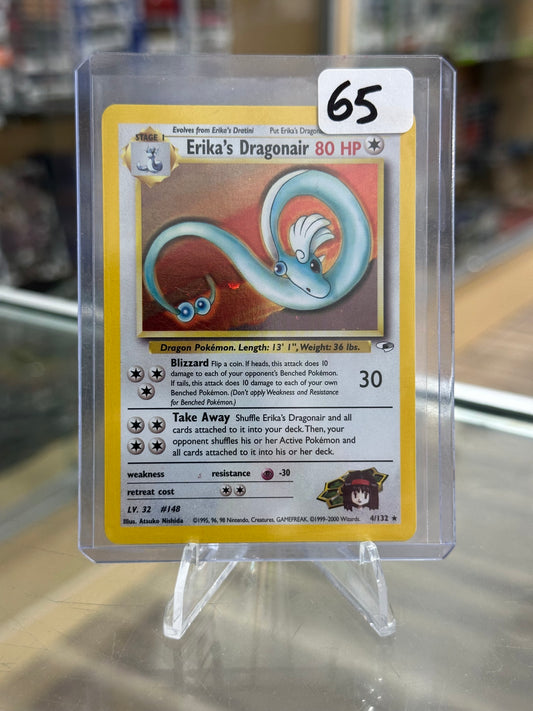 65
STAGE 1
Evolves from Erika's Dratini Put Erika's Dragon
Erika's Dragonair 80 HP
Dragon Pokémon. Length: 13' 1", Weight: 36 lbs.
Blizzard Flip a coin. If heads, this attack does 10
damage to each of your opponent's Benched Pokémon.
If tails, this attack does 10 damage to each of your own
Benched Pokémon. (Don't apply Weakness and Resistance
for Benched Pokémon.)
30
Take Away Shuffle Erika's Dragonair and all
cards attached to it into your deck. Then, your
opponent shuffles his or her Active Pokémon and
all cards attached to it into his or her deck.
weakness resistance -30
retreat cost
LV. 32 #148
Illus. Atsuko Nishida ©1995, 96, 98 Nintendo, Creatures, GAMEFREAK. ©1999-2000 Wizards. 4/132